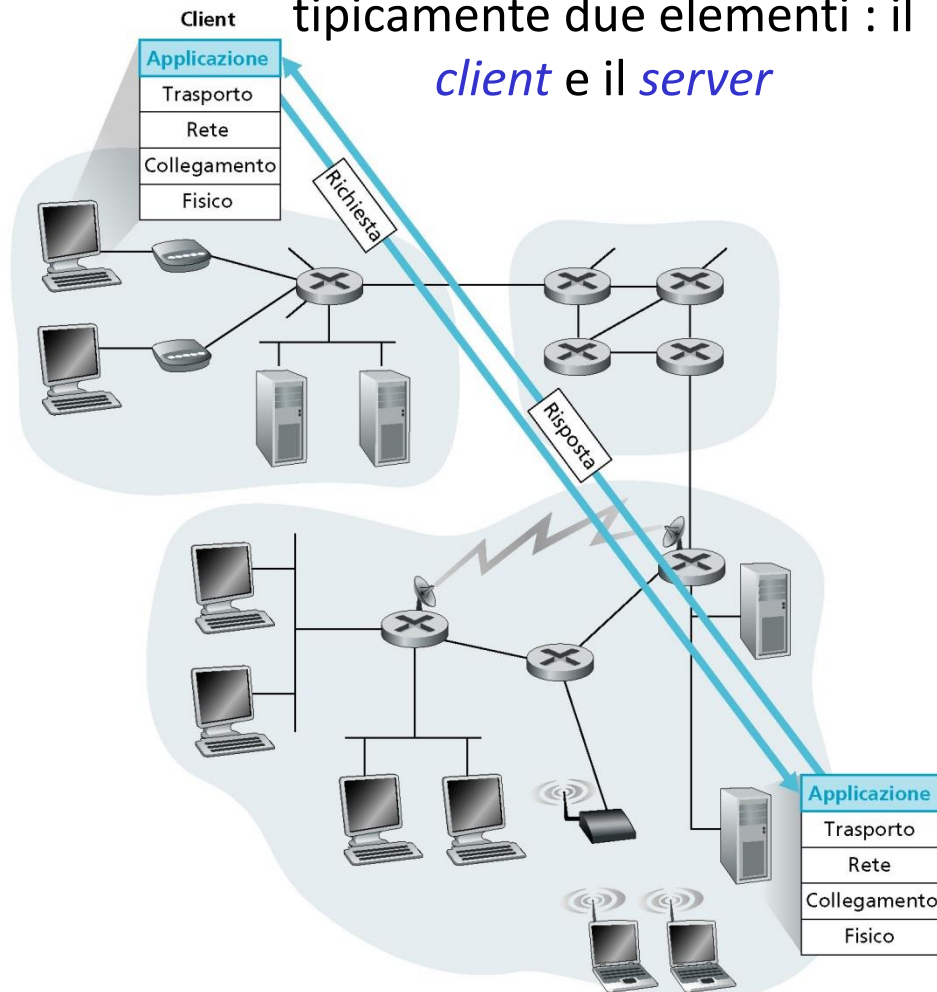 tipicamente due elementi : il
client e il server
Client
Applicazione
Trasporto
Rete
Collegamento
Fisico
Richiesta
Risposta
Applicazione
Trasporto
Rete
Collegamento
Fisico